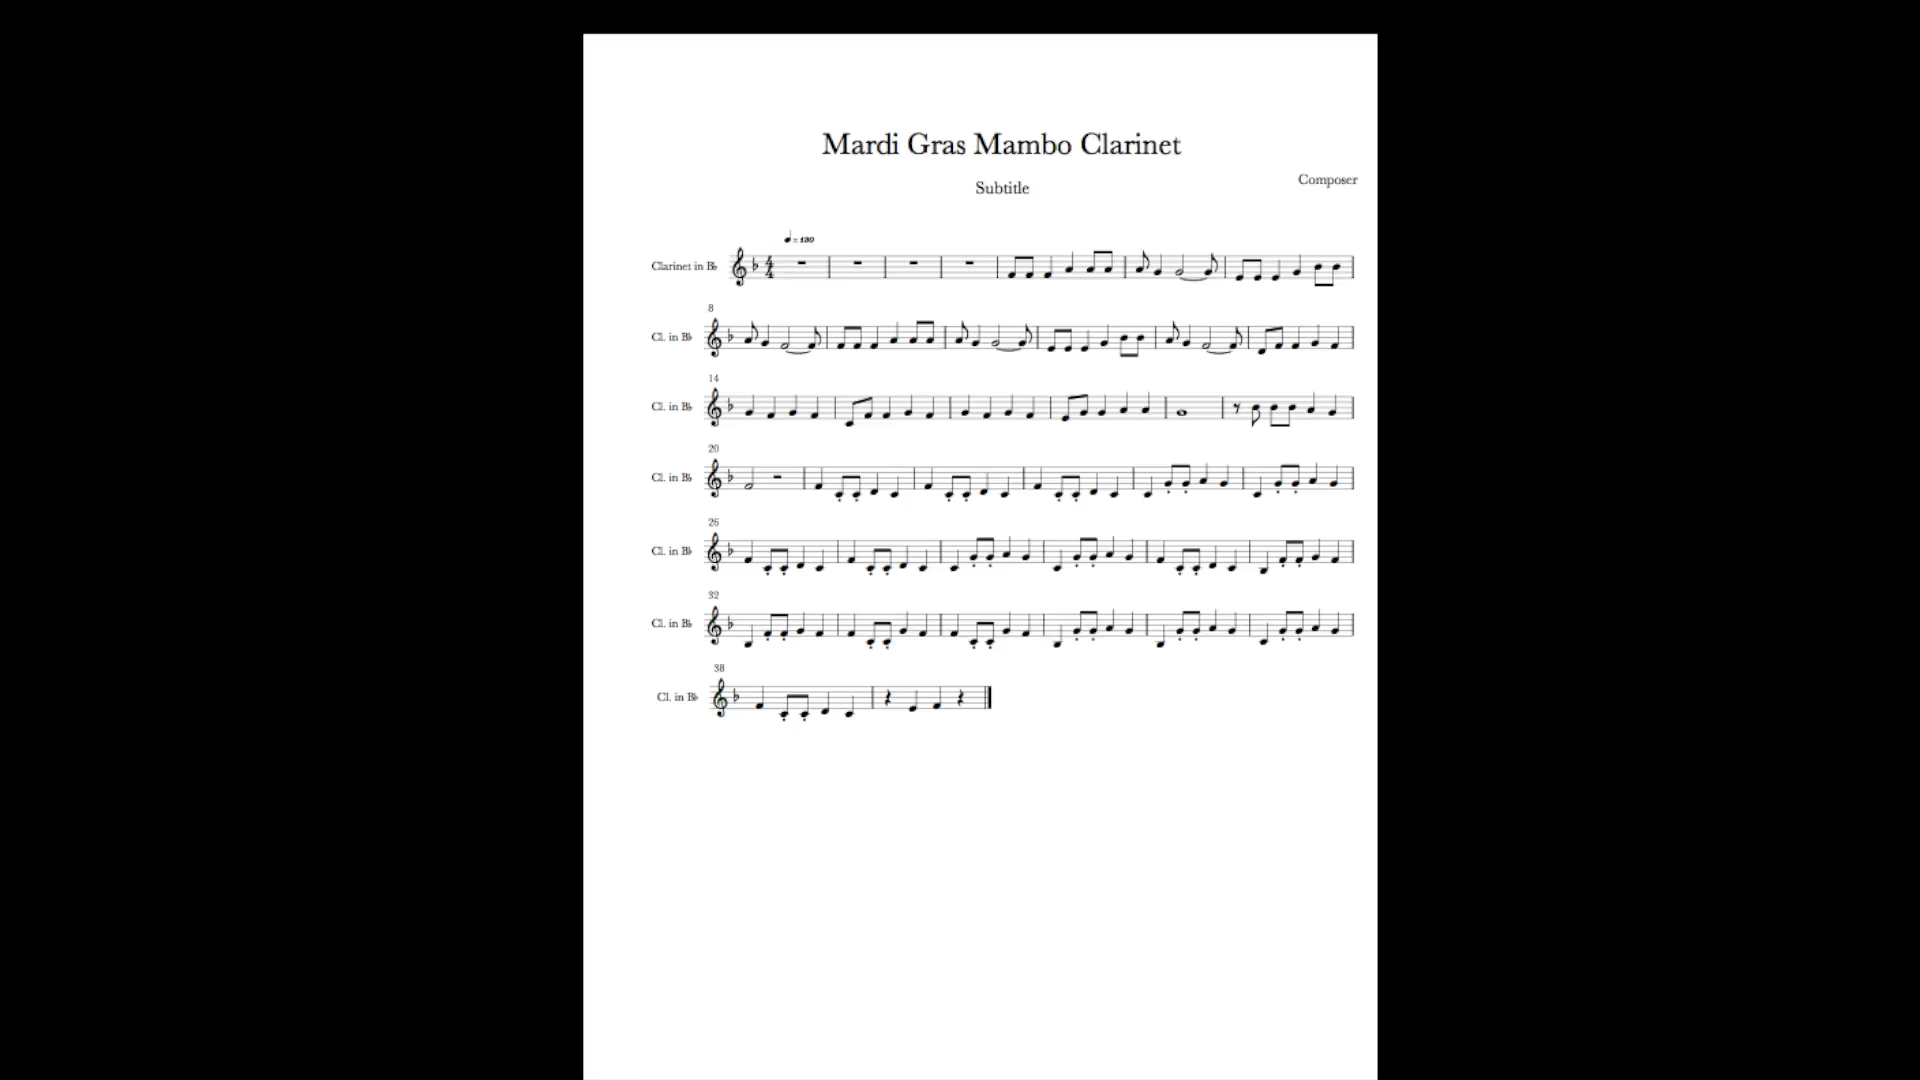 Mardi Gras Mambo Clarinet
Subtitle
Composer
♩ = 180
Clarinet in B♭
8
Cl. in B♭
14
Cl. in B♭
20
Cl. in B♭
26
Cl. in B♭
32
Cl. in B♭
38
Cl. in B♭